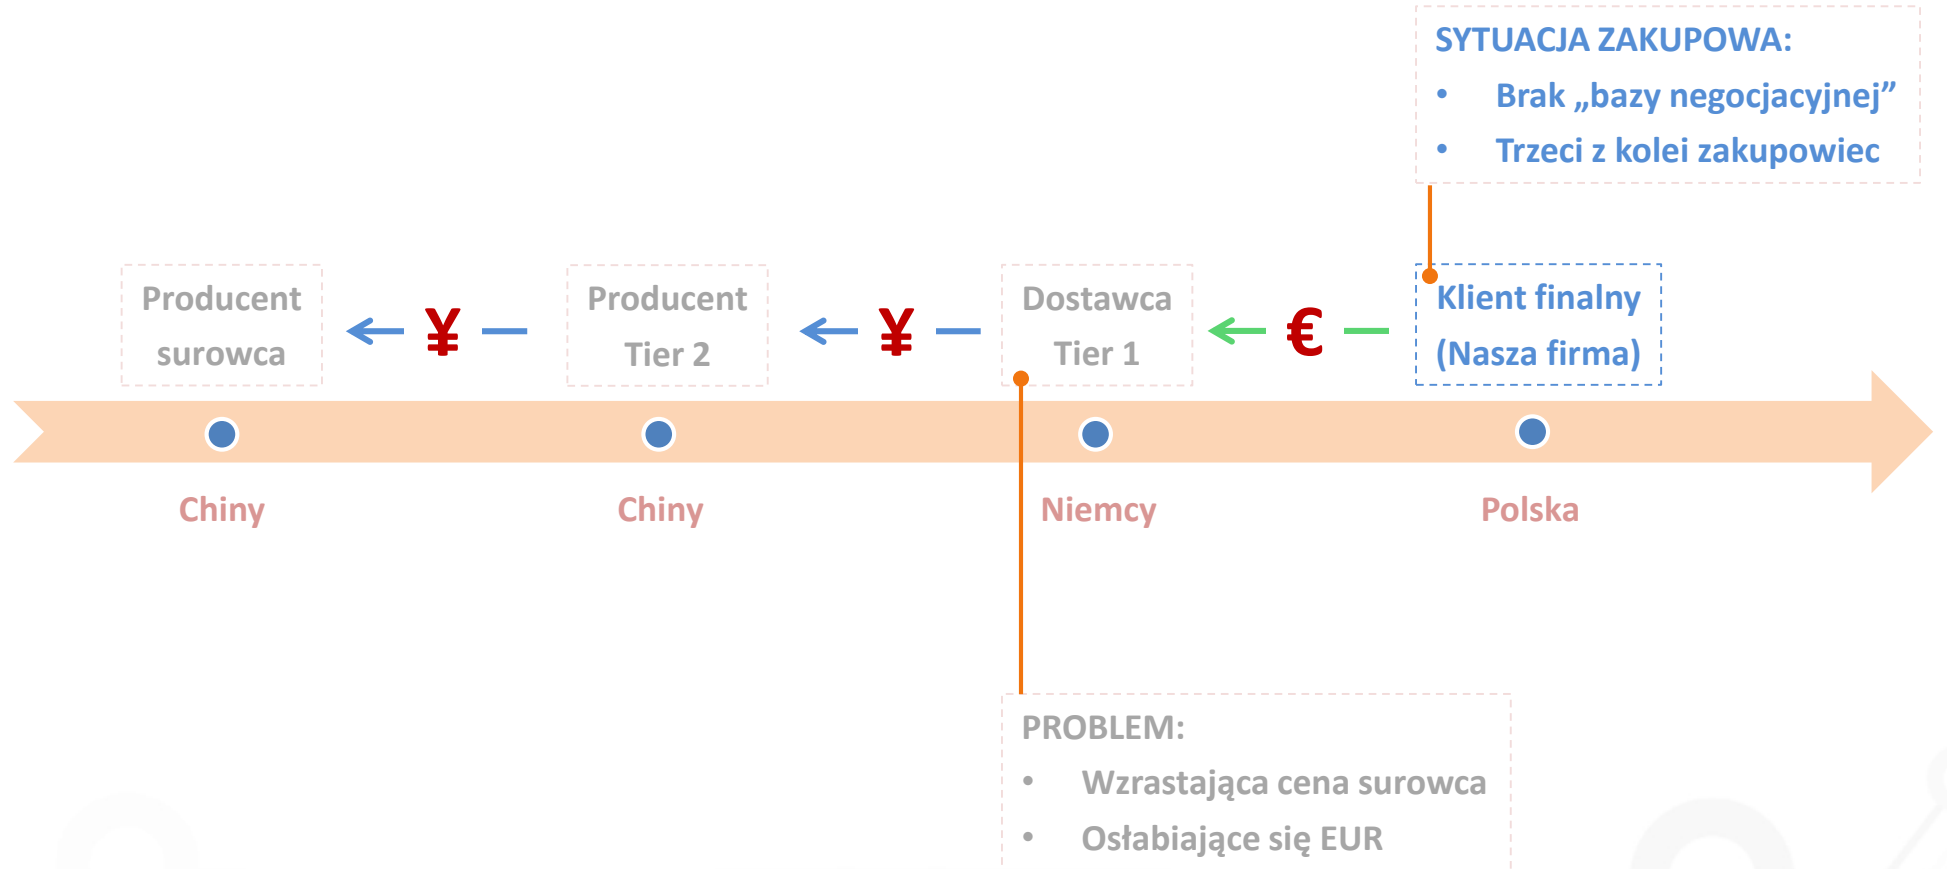 SYTUACJA ZAKUPOWA:
• Brak „bazy negocjacyjnej”
• Trzeci z kolei zakupowiec
Producent
surowca
¥
Producent
Tier 2
¥
Dostawca
Tier 1
€
Klient finalny
(Nasza firma)
Chiny
Chiny
Niemcy
Polska
PROBLEM:
• Wzrastająca cena surowca
• Osłabiające się EUR